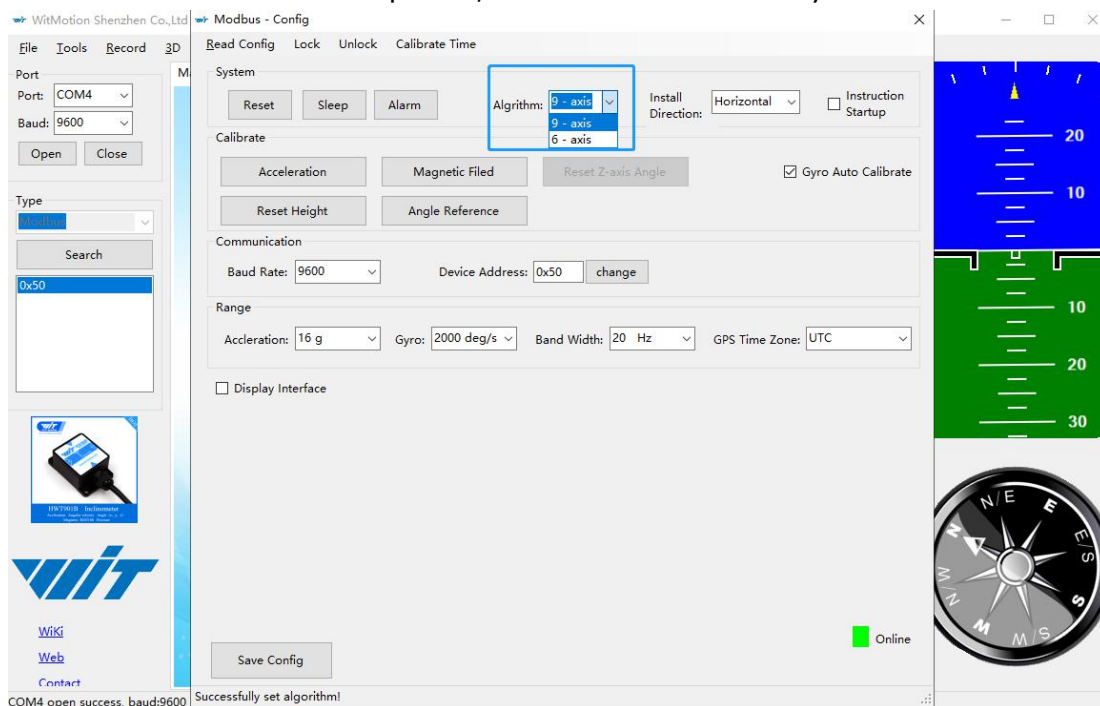 WitMotion Shenzhen Co.,Ltd
File Tools Record 3D
Port
Port: COM4
Baud: 9600
Open Close
Type
Modbus
Search
0x50
WiT
HWT901B Inclinometer
WiT
WiKi
Web
Contact
COM4 open success, baud:9600
M
Modbus - Config
Read Config Lock Unlock Calibrate Time
System
Reset Sleep Alarm
Algrithm: 9 - axis
9 - axis
6 - axis
Install Direction: Horizontal
Instruction Startup
Calibrate
Acceleration Magnetic Filed Reset Z-axis Angle
Gyro Auto Calibrate
Reset Height Angle Reference
Communication
Baud Rate: 9600 Device Address: 0x50 change
Range
Accleration: 16 g Gyro: 2000 deg/s Band Width: 20 Hz GPS Time Zone: UTC
Display Interface
Online
Save Config
Successfully set algorithm!
20
10
10
20
30
N
N/E
E
E/S
S
S/W
W
W/N